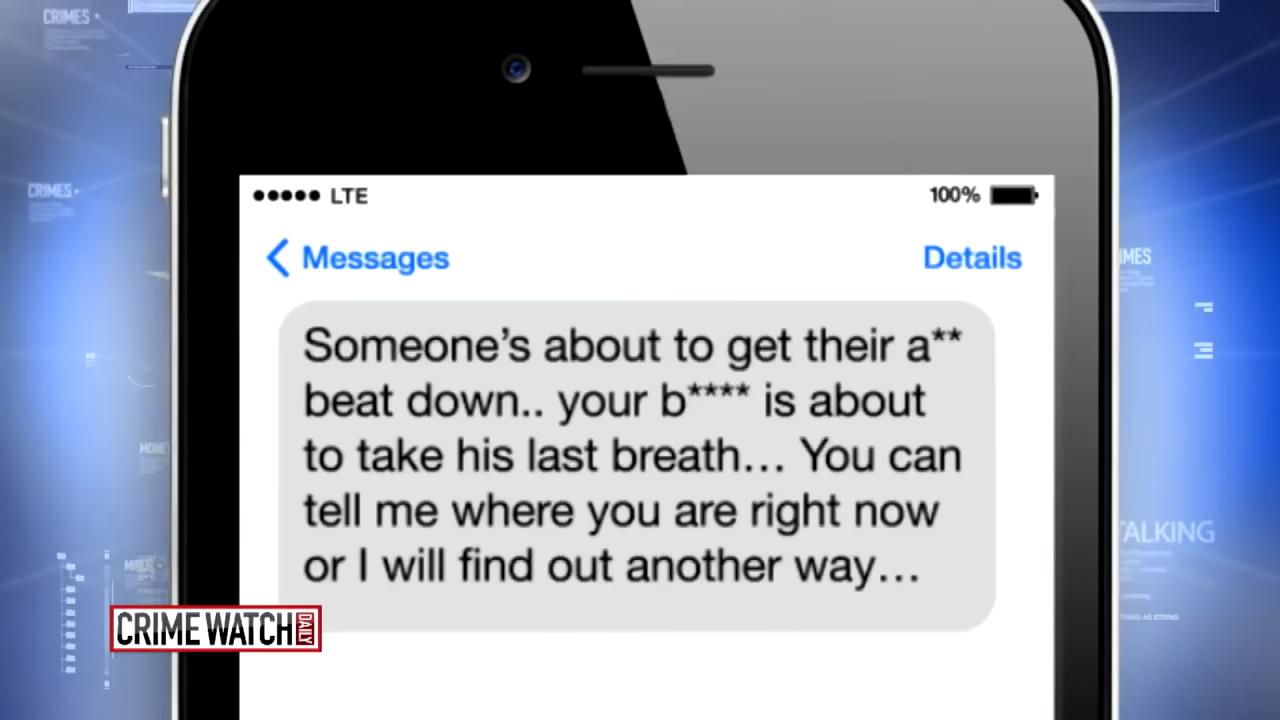 CRIMES
CRIMES
LTE
100%
Messages
Details
Someone's about to get their a**
beat down.. your b**** is about
to take his last breath... You can
tell me where you are right now
or I will find out another way...
IMES
TALKING
CRIME WATCH DAILY